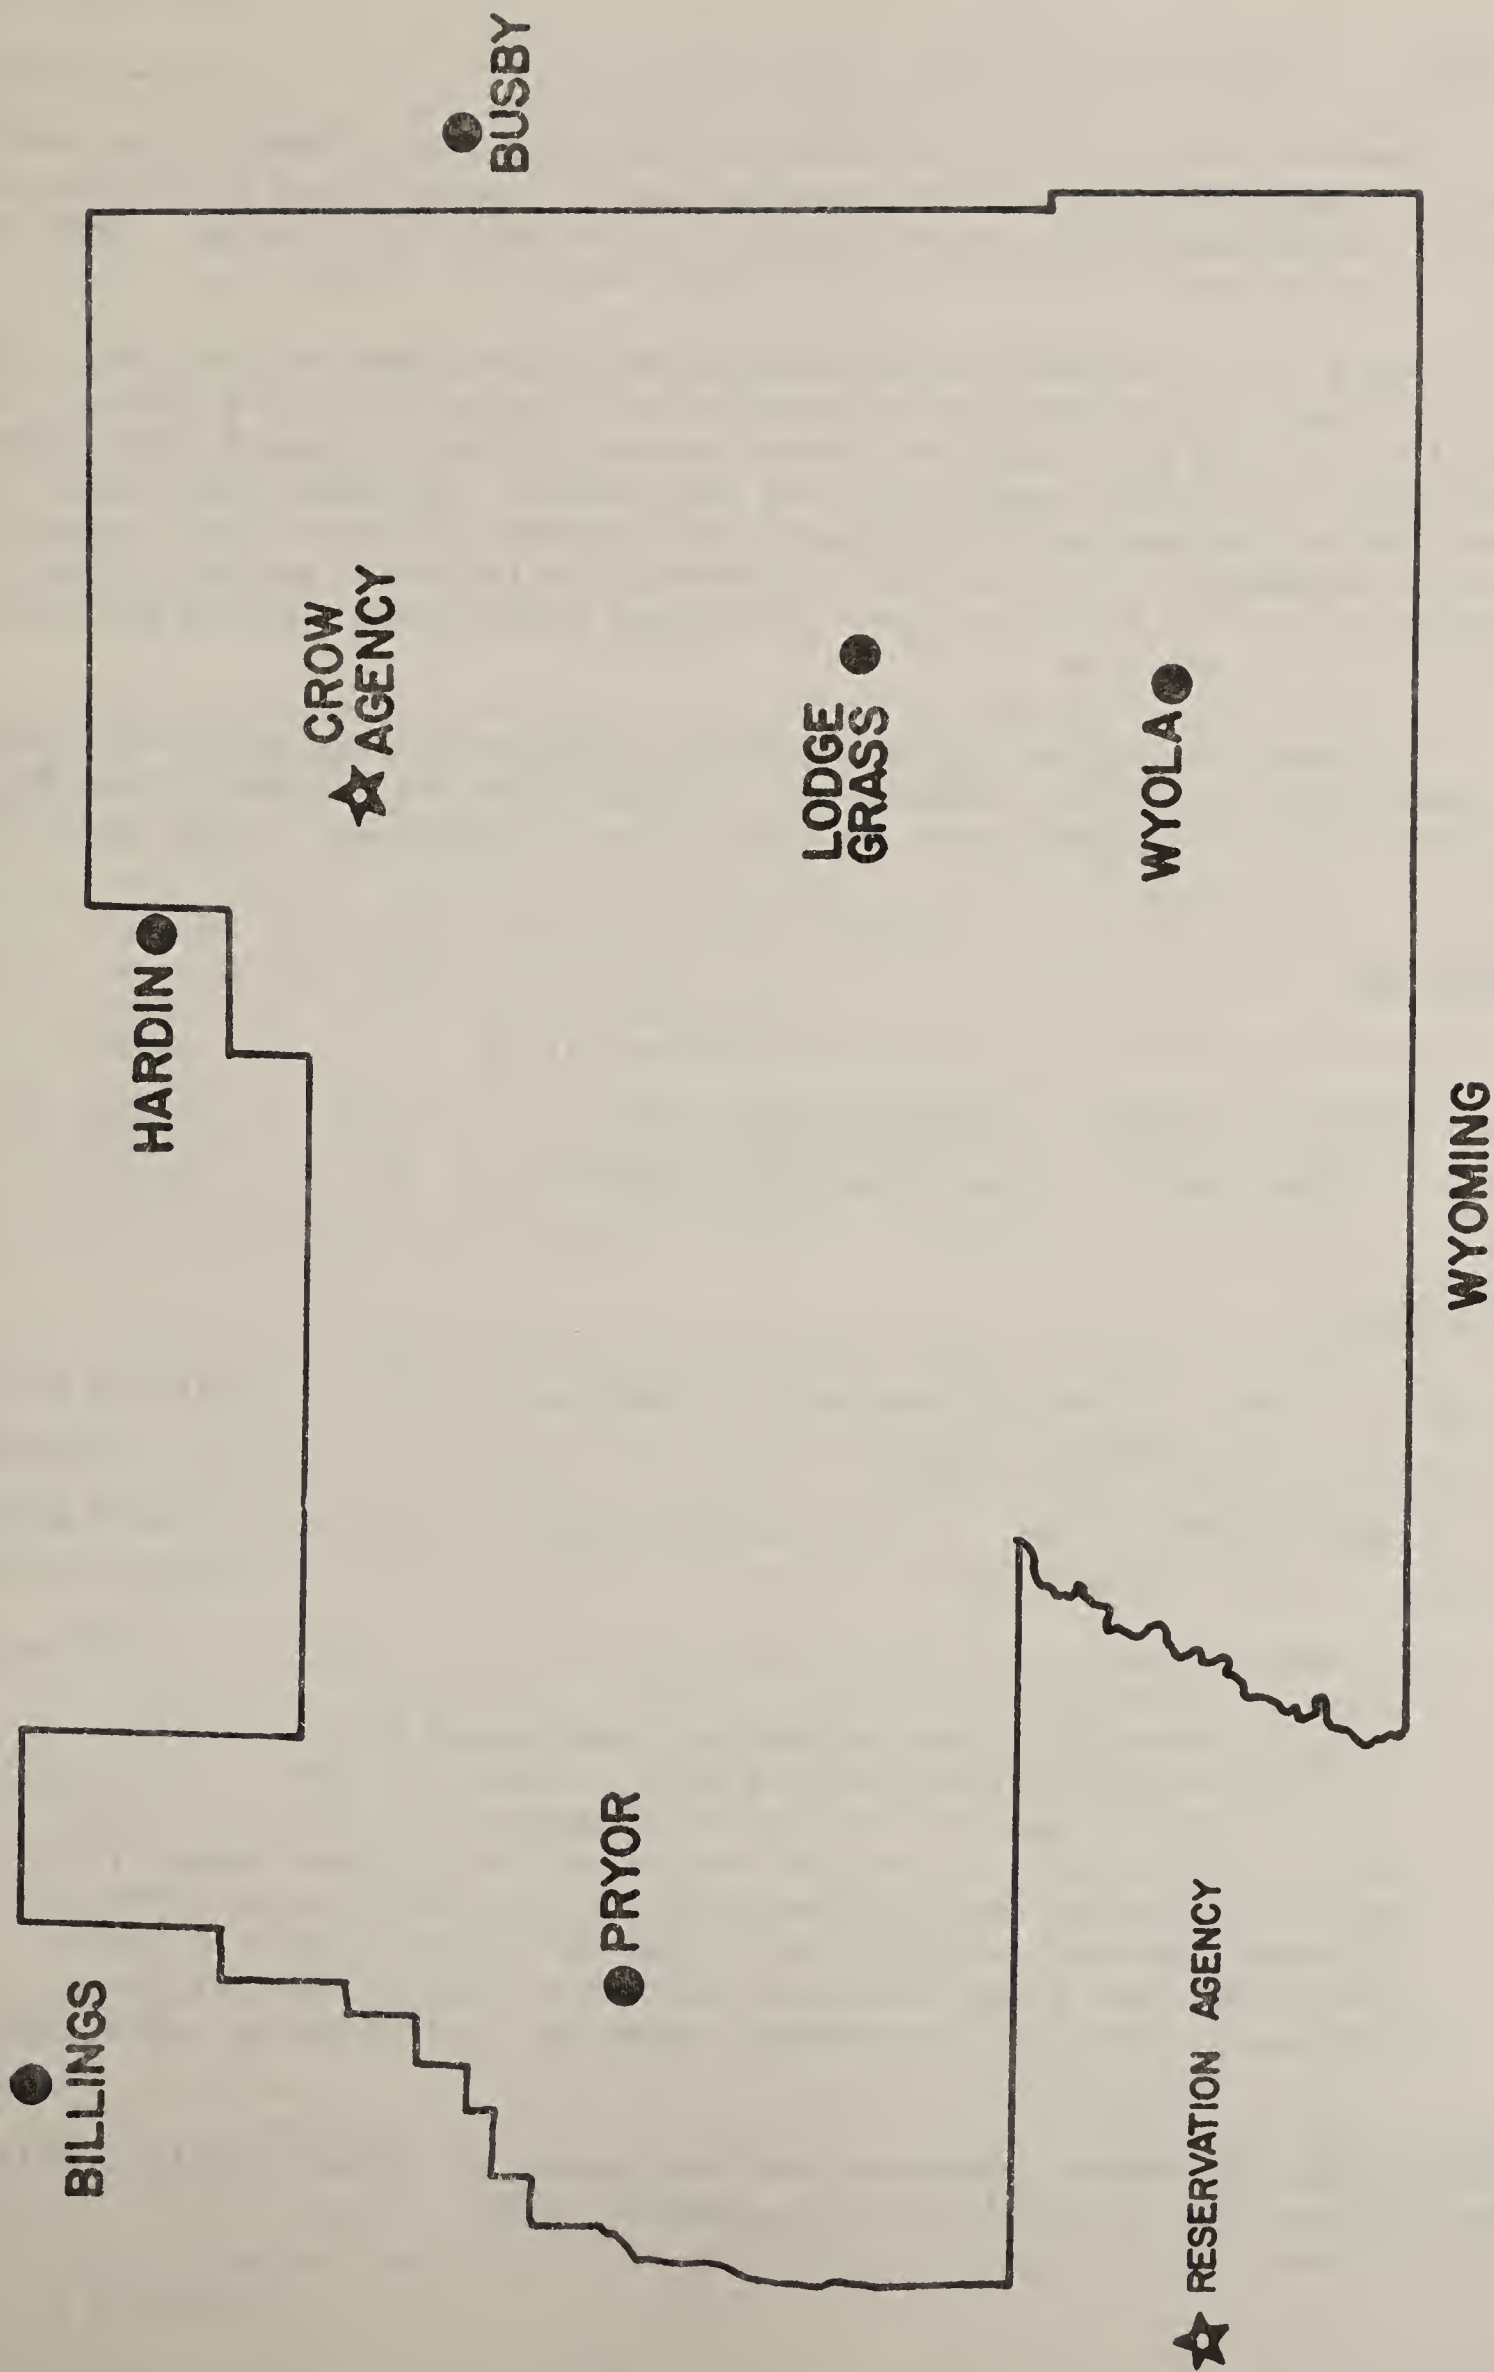 BILLINGS
HARDIN
CROW
AGENCY
BUSBY
PRYOR
LODGE
GRASS
WYOLA
RESERVATION AGENCY
WYOMING